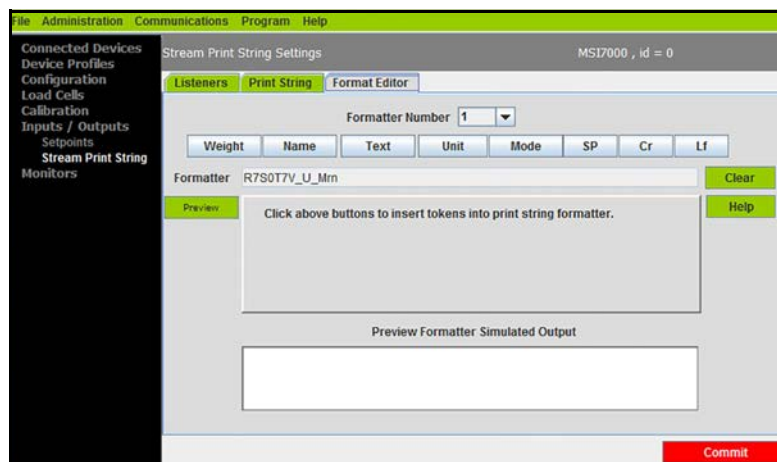 File Administration Communications Program Help
Connected Devices
Device Profiles
Configuration
Load Cells
Calibration
Inputs / Outputs
Setpoints
Stream Print String
Monitors
Stream Print String Settings MSI7000 , id = 0
Listeners Print String Format Editor
Formatter Number 1
Weight Name Text Unit Mode SP Cr Lf
Formatter R7S0T7V_U_Mrn Clear
Preview Click above buttons to insert tokens into print string formatter. Help
Preview Formatter Simulated Output
Commit